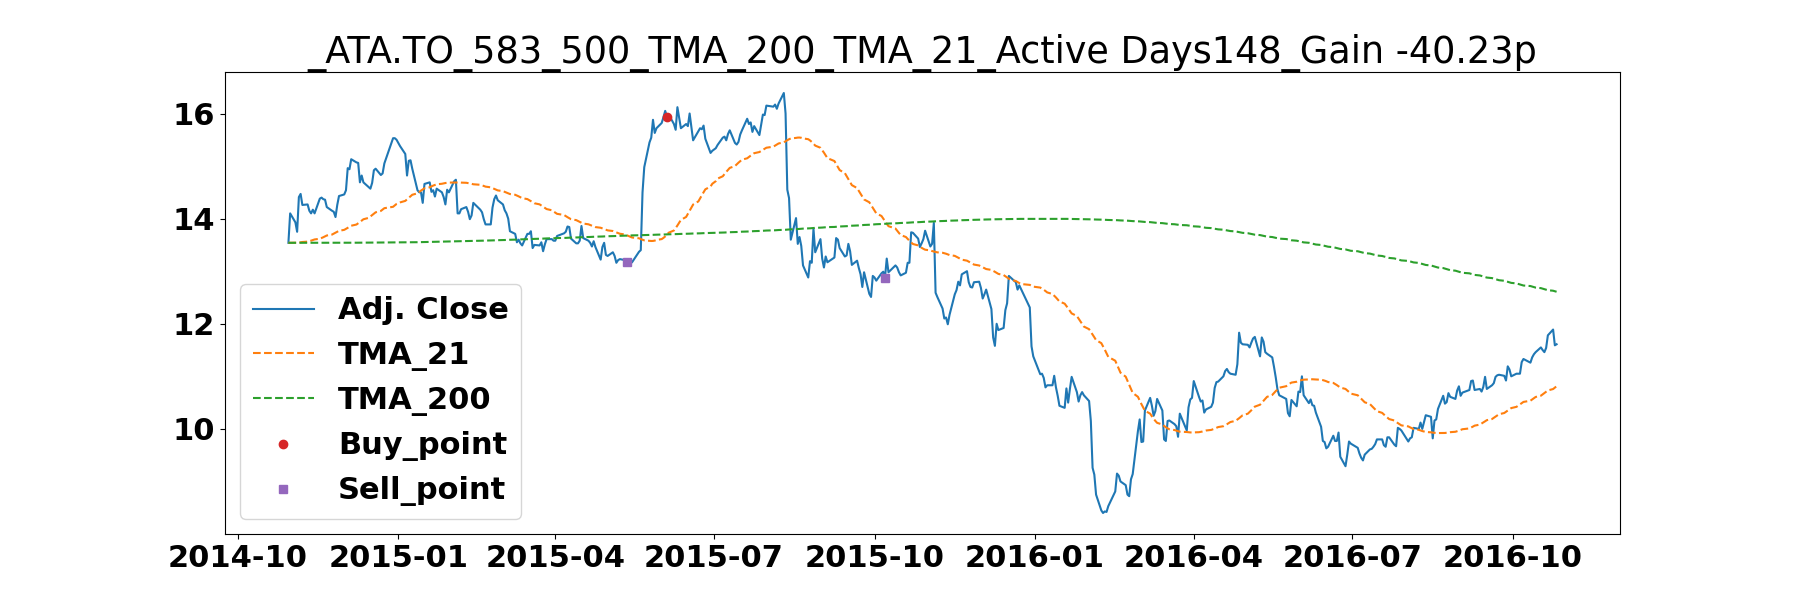 _ATA.TO_583_500_TMA_200_TMA_21_Active Days148_Gain -40.23p
16
14
12
10
Adj. Close
TMA_21
TMA_200
Buy_point
Sell_point
2014-10 2015-01 2015-04 2015-07 2015-10 2016-01 2016-04 2016-07 2016-10